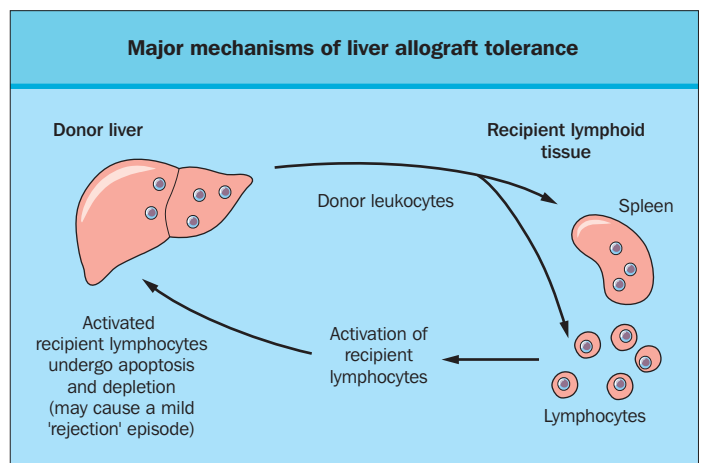 Major mechanisms of liver allograft tolerance
Donor liver
Recipient lymphoid
tissue
Donor leukocytes
Spleen
Activated
recipient lymphocytes
undergo apoptosis
and depletion
(may cause a mild
'rejection' episode)
Activation of
recipient
lymphocytes
Lymphocytes